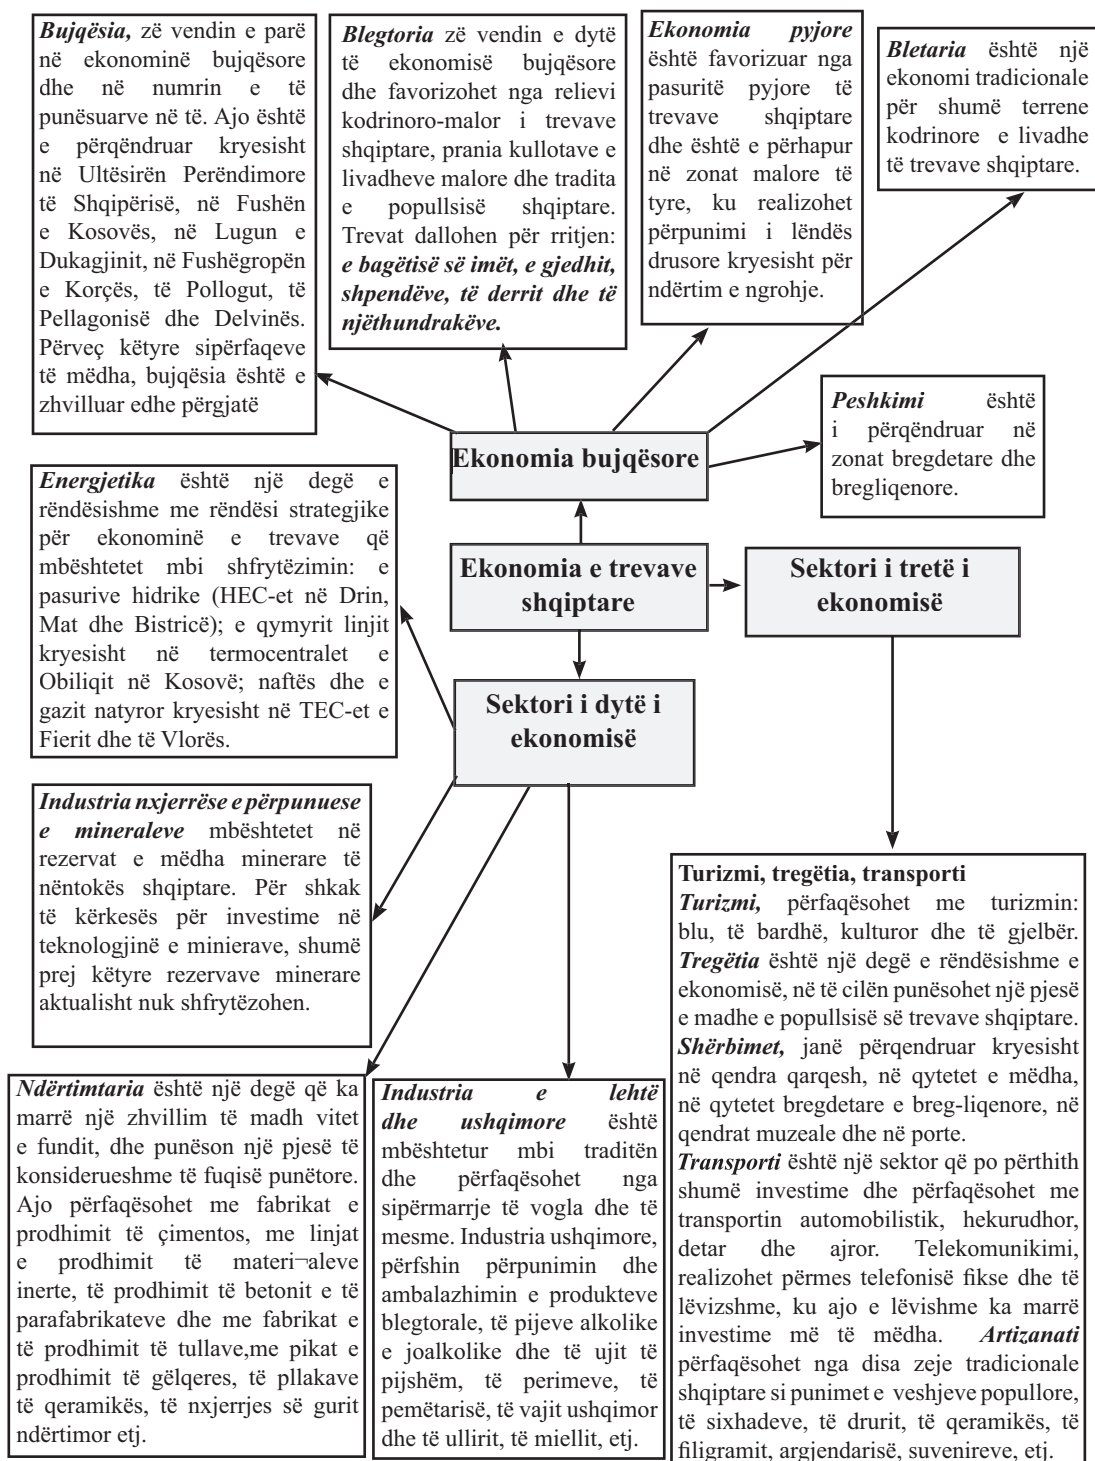 Bujqësia, zë vendin e parë
në ekonominë bujqësore
dhe në numrin e të
punësuarve në të. Ajo është
e përqëndruar kryesisht
në Ultësirën Perëndimore
të Shqipërisë, në Fushën
e Kosovës, në Lugun e
Dukagjinit, në Fushëgropën
e Korçës, të Pollogut, të
Pellagonisë dhe Delvinës.
Përveç këtyre sipërfaqeve
të mëdha, bujqësia është e
zhvilluar edhe përgjatë
Blegtoria zë vendin e dytë
të ekonomisë bujqësore
dhe favorizohet nga relievi
kodrinoro-malor i trevave
shqiptare, prania kullotave e
livadheve malore dhe tradita
e popullsisë shqiptare.
Trevat dallohen për rritjen:
e bagëtisë së imët, e gjedhit,
shpendëve, të derrit dhe të
njëthundrakëve.
Ekonomia pyjore
është favorizuar nga
pasuritë pyjore të
trevave shqiptare
dhe është e përhapur
në zonat malore të
tyre, ku realizohet
përpunimi i lëndës
drusore kryesisht për
ndërtim e ngrohje.
Bletaria është një
ekonomi tradicionale
për shumë terrene
kodrinore e livadhe
të trevave shqiptare.
Peshkimi është
i përqëndruar në
zonat bregdetare dhe
bregliqenore.
Ekonomia bujqësore
Energjetika është një degë e
rëndësishme me rëndësi strategjike
për ekonominë e trevave që
mbështetet mbi shfrytëzimin: e
pasurive hidrike (HEC-et në Drin,
Mat dhe Bistricë); e qymyrit linjit
kryesisht në termocentralet e
Obiliqit në Kosovë; naftës dhe e
gazit natyror kryesisht në TEC-et e
Fierit dhe të Vlorës.
Ekonomia e trevave
shqiptare
Sektori i tretë i
ekonomisë
Sektori i dytë i
ekonomisë
Industria nxjerrëse e përpunuese
e mineraleve mbështetet në
rezervat e mëdha minerare të
nëntokës shqiptare. Për shkak
të kërkesës për investime në
teknologjinë e minierave, shumë
prej këtyre rezervave minerare
aktualisht nuk shfrytëzohen.
Ndërtimtaria është një degë që ka
marrë një zhvillim të madh vitet
e fundit, dhe punëson një pjesë të
konsiderueshme të fuqisë punëtore.
Ajo përfaqësohet me fabrikat e
prodhimit të çimentos, me linjat
e prodhimit të materi¬aleve
inerte, të prodhimit të betonit e të
parafabrikateve dhe me fabrikat e
të prodhimit të tullave,me pikat e
prodhimit të gëlqeres, të pllakave
të qeramikës, të nxjerrjes së gurit
ndërtimor etj.
Industria e lehtë
dhe ushqimore është
mbështetur mbi traditën
dhe përfaqësohet nga
sipërmarrje të vogla dhe të
mesme. Industria ushqimore,
përfshin përpunimin dhe
ambalazhimin e produkteve
blegtorale, të pijeve alkolike
e joalkolike dhe të ujit të
pijshëm, të perimeve, të
pemëtarisë, të vajit ushqimor
dhe të ullirit, të miellit, etj.
Turizmi, tregëtia, transporti
Turizmi, përfaqësohet me turizmin:
blu, të bardhë, kulturor dhe të gjelbër.
Tregëtia është një degë e rëndësishme e
ekonomisë, në të cilën punësohet një pjesë
e madhe e popullsisë së trevave shqiptare.
Shërbimet, janë përqendruar kryesisht
në qendra qarqesh, në qytetet e mëdha,
në qytetet bregdetare e breg-liqenore, në
qendrat muzeale dhe në porte.
Transporti është një sektor që po përthith
shumë investime dhe përfaqësohet me
transportin automobilistik, hekurudhor,
detar dhe ajror. Telekomunikimi,
realizohet përmes telefonisë fikse dhe të
lëvizshme, ku ajo e lëvishme ka marrë
investime më të mëdha. Artizanati
përfaqësohet nga disa zeje tradicionale
shqiptare si punimet e veshjeve popullore,
të sixhadeve, të drurit, të qeramikës, të
filigramit, argjendarisë, suvenireve, etj.